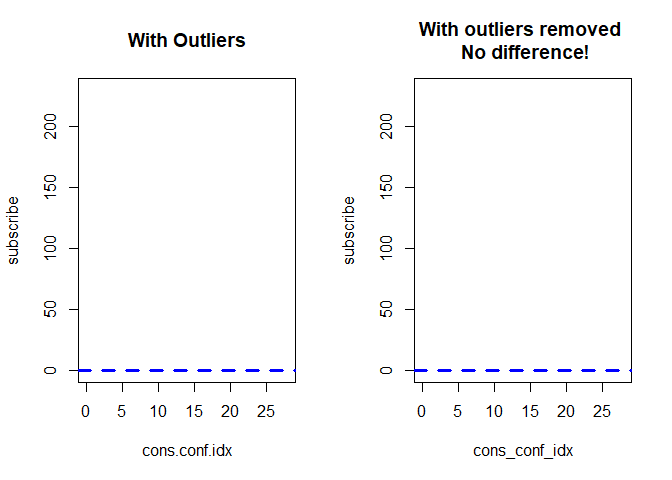 With Outliers
subscribe
200
150
100
50
0
0 5 10 15 20 25
cons.conf.idx
With outliers removed
No difference!
subscribe
200
150
100
50
0
0 5 10 15 20 25
cons_conf_idx